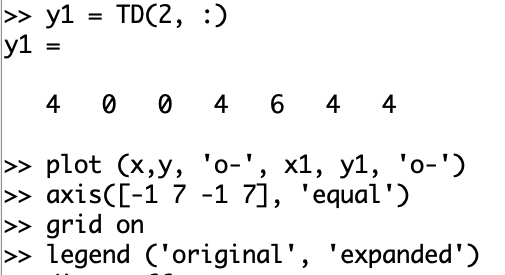 >> y1 = TD(2, :)
y1 =
4 0 0 4 6 4 4
>> plot (x,y, 'o-', x1, y1, 'o-')
>> axis([-1 7 -1 7], 'equal')
>> grid on
>> legend ('original', 'expanded')